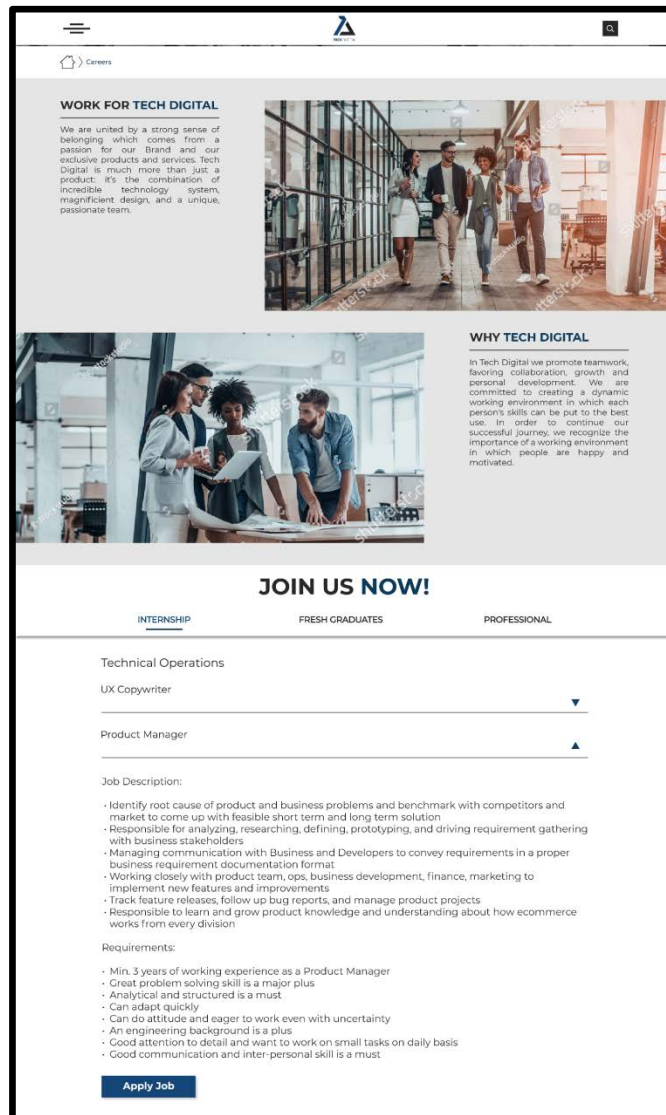 TECH DIGITAL
Careers
WORK FOR TECH DIGITAL
We are united by a strong sense of
belonging which comes from a
passion for our Brand and our
exclusive products and services. Tech
Digital is much more than just a
product: it's the combination of
incredible technology system,
magnificient design, and a unique,
passionate team.
shutterstock
shutterstock
WHY TECH DIGITAL
In Tech Digital we promote teamwork,
favoring collaboration, growth and
personal development. We are
committed to creating a dynamic
working environment in which each
person's skills can be put to the best
use. In order to continue our
successful journey, we recognize the
importance of a working environment
in which people are happy and
motivated.
shutterstock
JOIN US NOW!
INTERNSHIP FRESH GRADUATES PROFESSIONAL
Technical Operations
UX Copywriter
Product Manager
Job Description:
· Identify root cause of product and business problems and benchmark with competitors and
market to come up with feasible short term and long term solution
· Responsible for analyzing, researching, defining, prototyping, and driving requirement gathering
with business stakeholders
· Managing communication with Business and Developers to convey requirements in a proper
business requirement documentation format
· Working closely with product team, ops, business development, finance, marketing to
implement new features and improvements
· Track feature releases, follow up bug reports, and manage product projects
· Responsible to learn and grow product knowledge and understanding about how ecommerce
works from every division
Requirements:
· Min. 3 years of working experience as a Product Manager
· Great problem solving skill is a major plus
· Analytical and structured is a must
· Can adapt quickly
· Can do attitude and eager to work even with uncertainty
· An engineering background is a plus
· Good attention to detail and want to work on small tasks on daily basis
· Good communication and inter-personal skill is a must
Apply Job